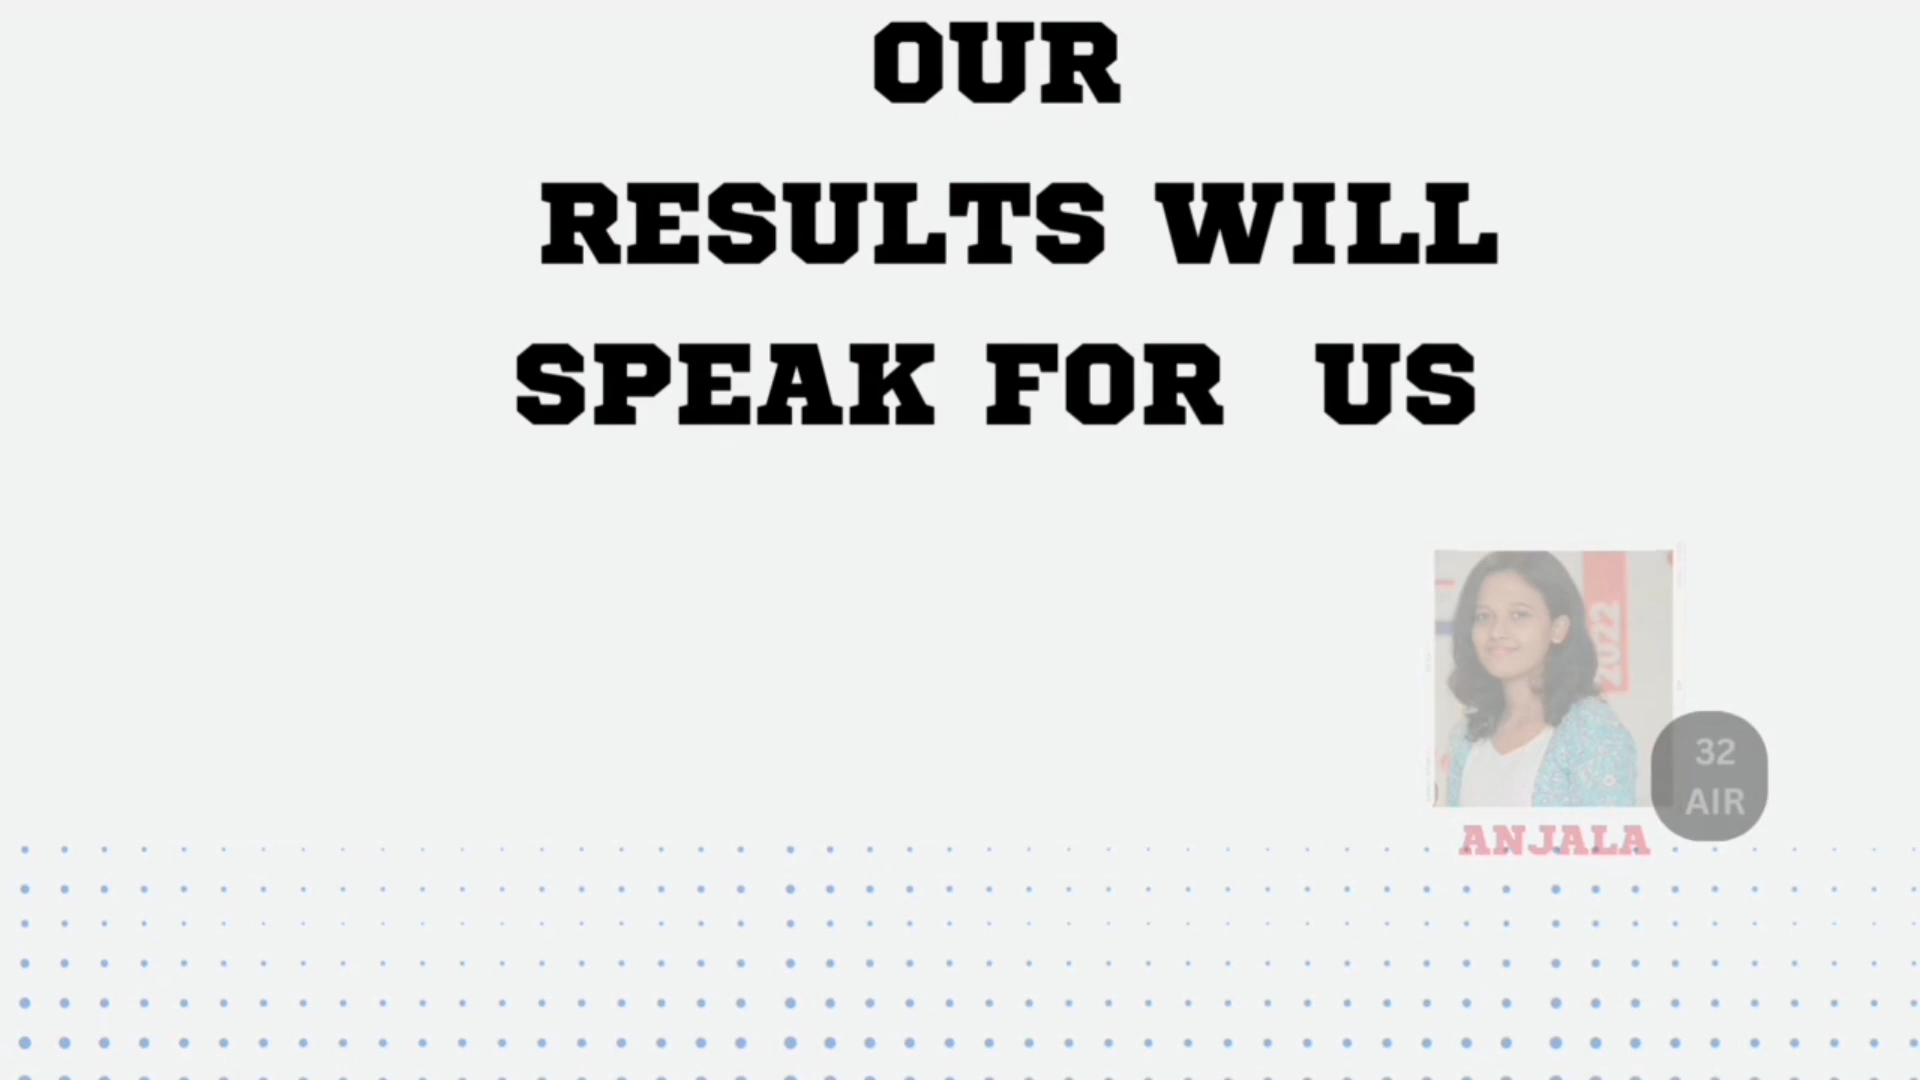 OUR
RESULTS WILL
SPEAK FOR US
2022
32
AIR
ANJALA